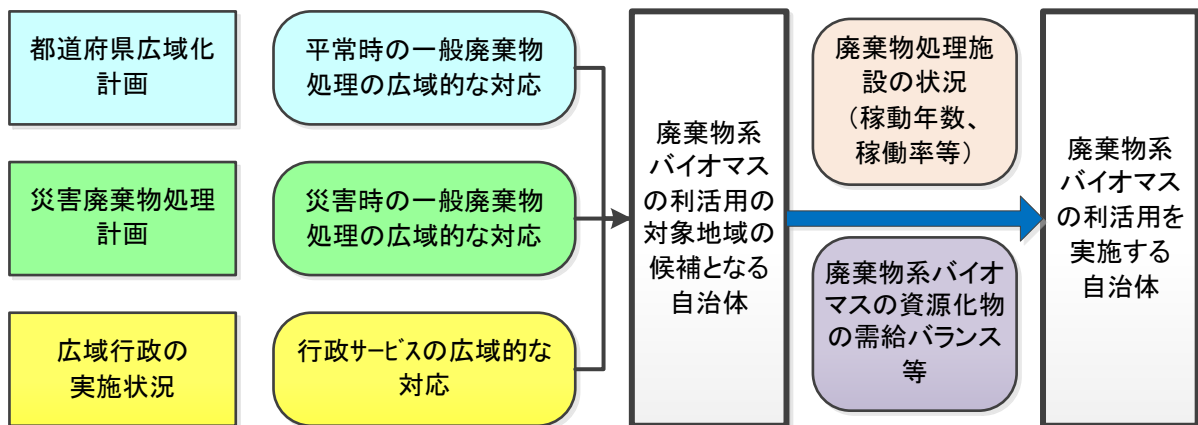 都道府県広域化
計画
平常時の一般廃棄物
処理の広域的な対応
災害廃棄物処理
計画
災害時の一般廃棄物
処理の広域的な対応
広域行政の
実施状況
行政ｻｰﾋﾞｽの広域的な
対応
廃棄物系
バイオマス
の利活用の
対象地域の
候補となる
自治体
廃棄物処理施
設の状況
（稼動年数、
稼働率等）
廃棄物系バイオ
マスの資源化物
の需給バランス
等
廃棄物系
バイオマス
の利活用を
実施する
自治体